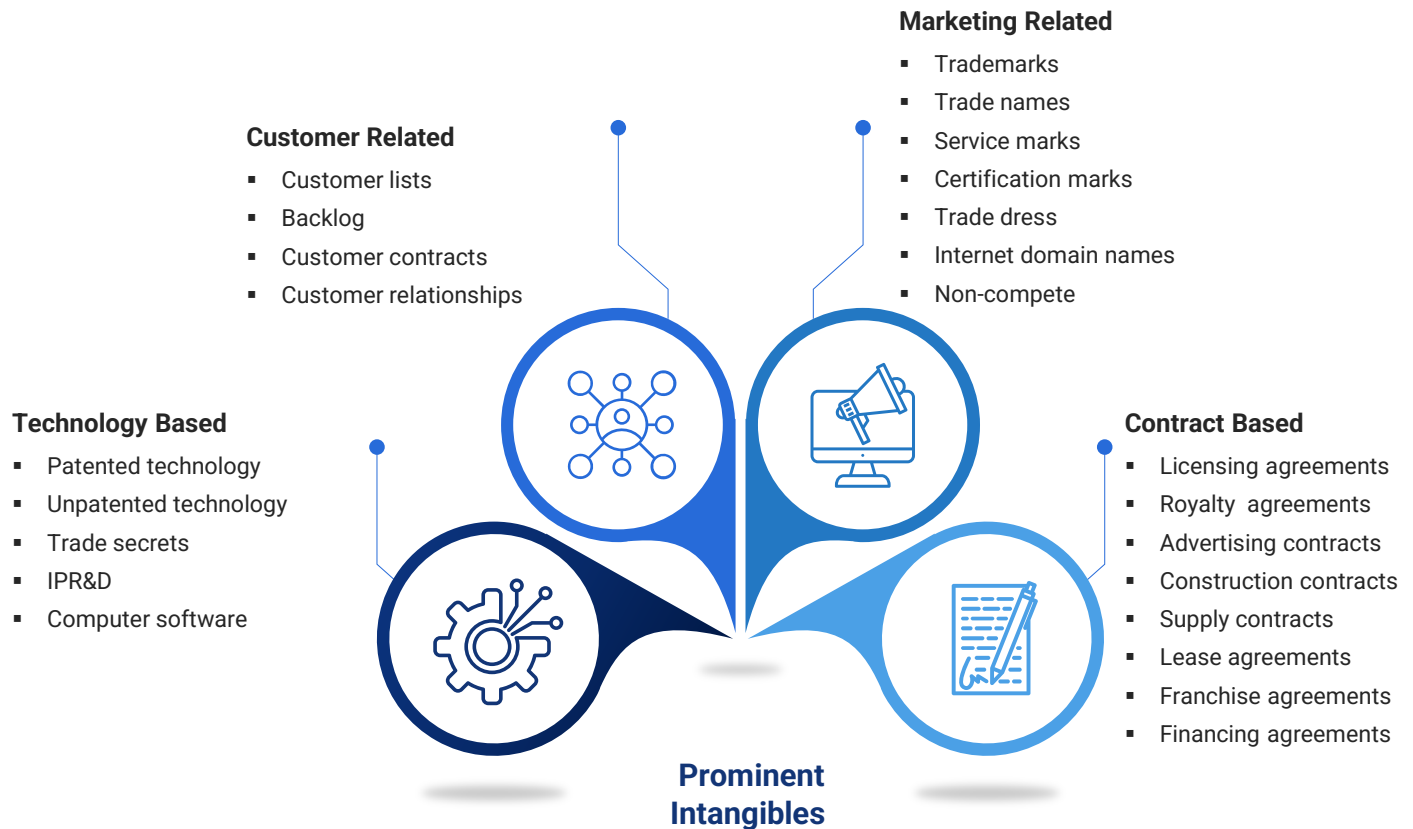 Marketing Related
▪ Trademarks
▪ Trade names
▪ Service marks
▪ Certification marks
▪ Trade dress
▪ Internet domain names
▪ Non-compete
Customer Related
▪ Customer lists
▪ Backlog
▪ Customer contracts
▪ Customer relationships
Technology Based
▪ Patented technology
▪ Unpatented technology
▪ Trade secrets
▪ IPR&D
▪ Computer software
Contract Based
▪ Licensing agreements
▪ Royalty  agreements
▪ Advertising contracts
▪ Construction contracts
▪ Supply contracts
▪ Lease agreements
▪ Franchise agreements
▪ Financing agreements
Prominent
Intangibles